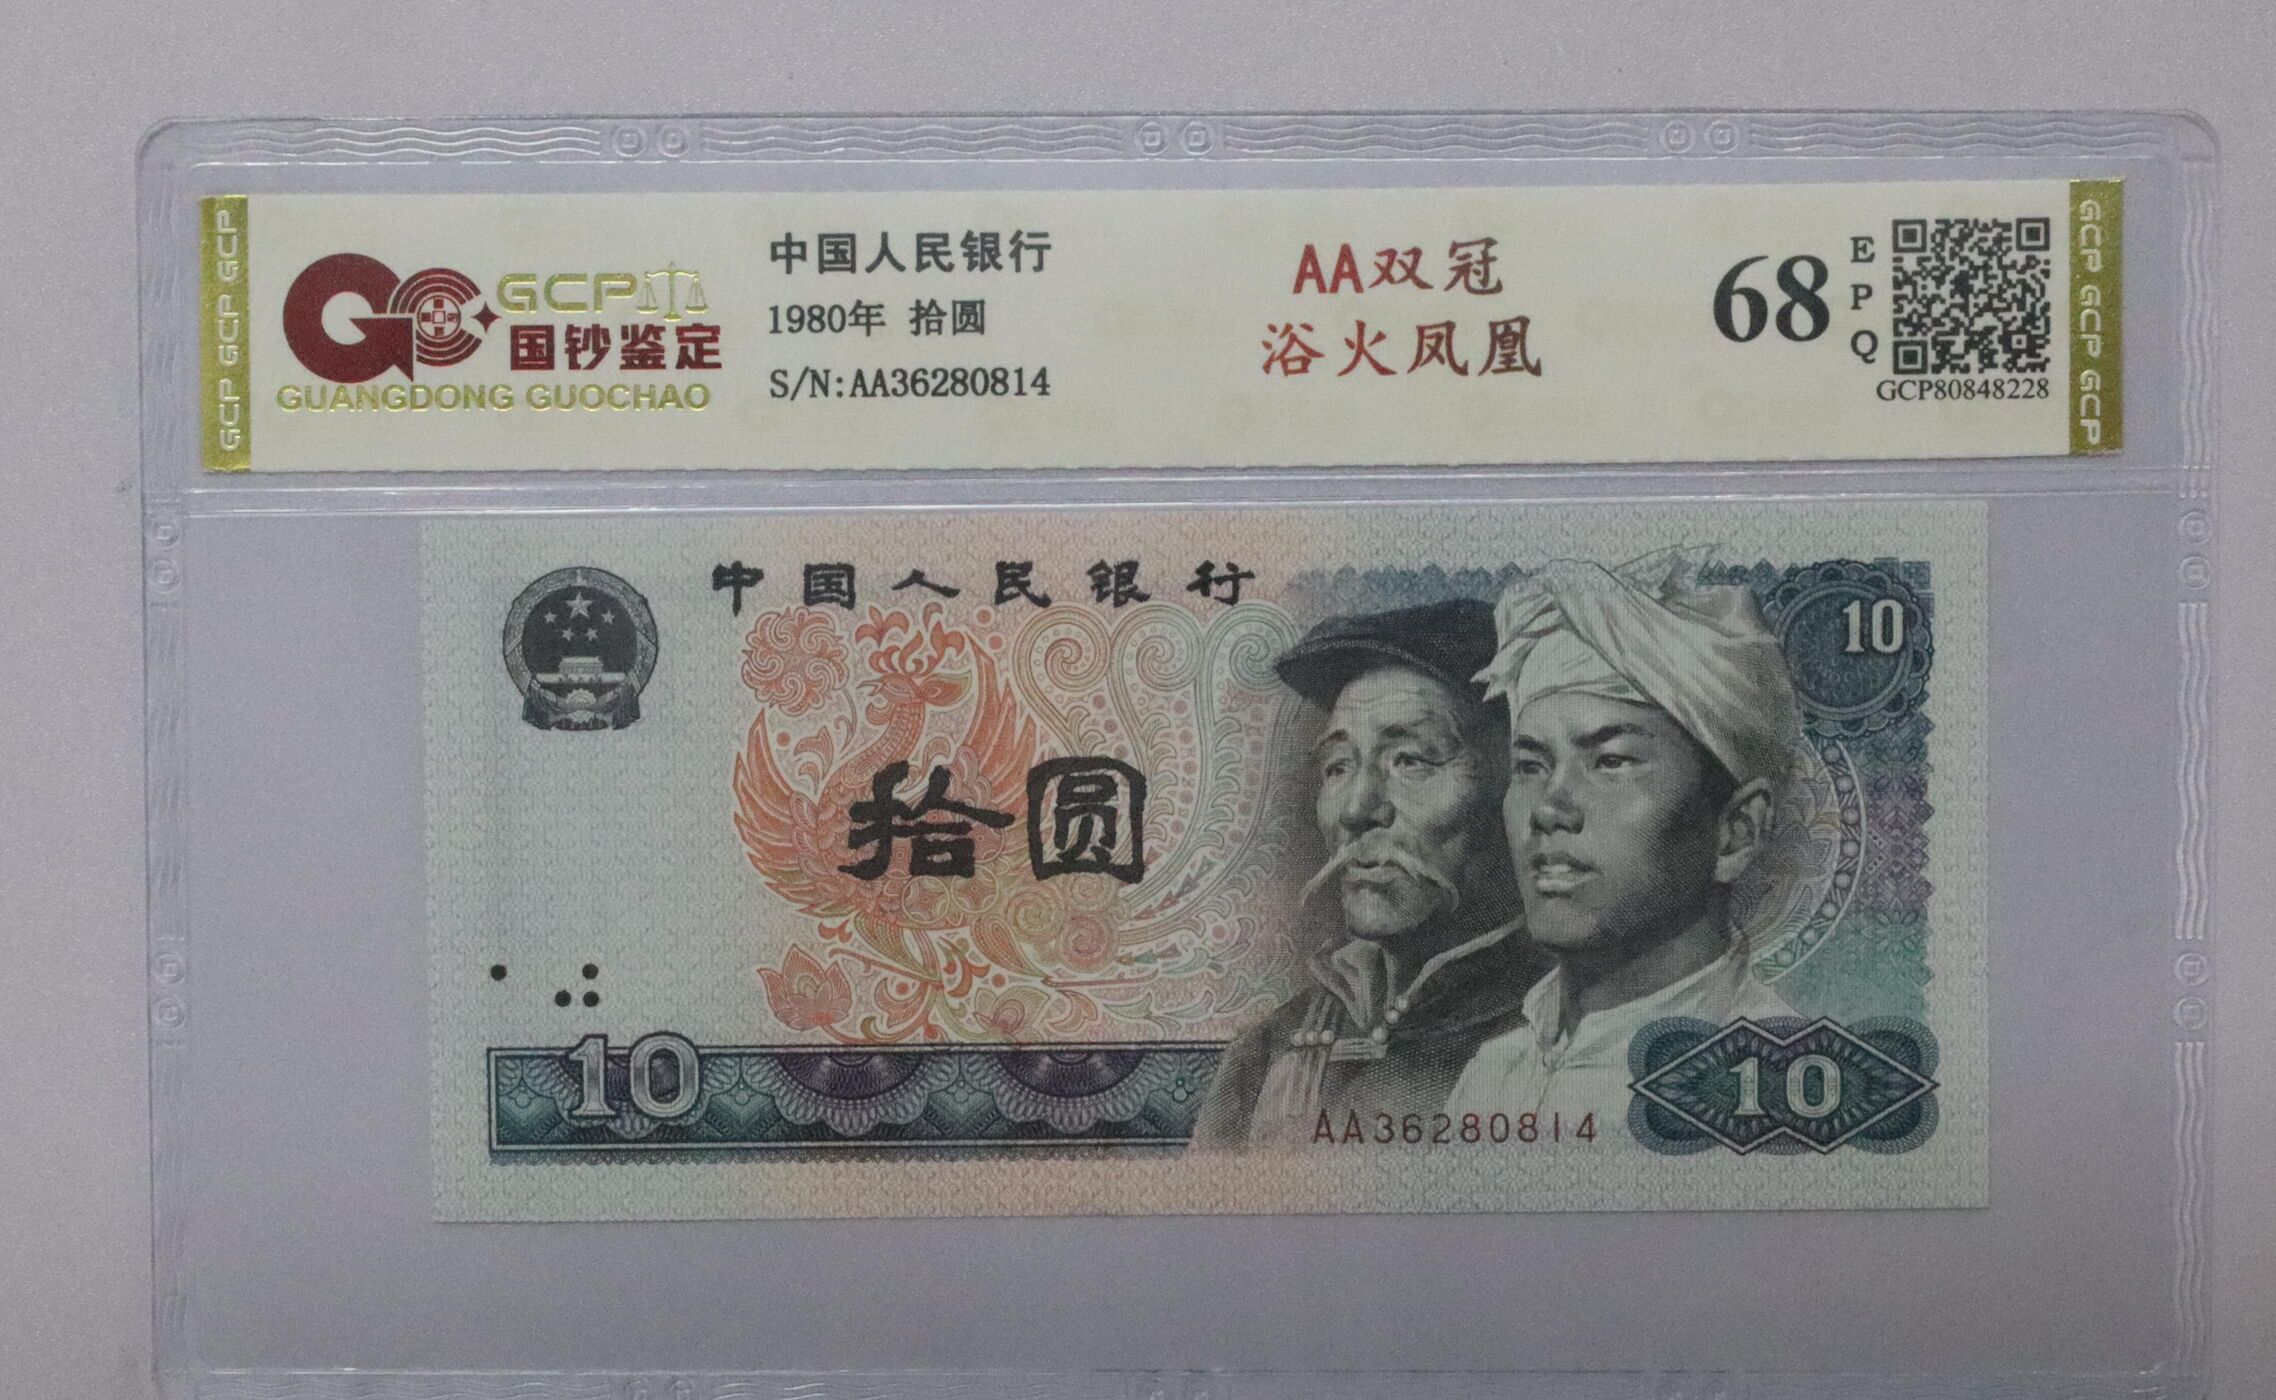 GCP GCP GCP
GCP
国钞鉴定
GUANGDONG GUOCHAO
中国人民银行
1980年 拾圆
S/N:AA36280814
AA双冠
浴火凤凰
68
E
P
Q
GCP80848228
GCP GCP GCP
中国人民银行
10
拾圆
10
10
AA36280814